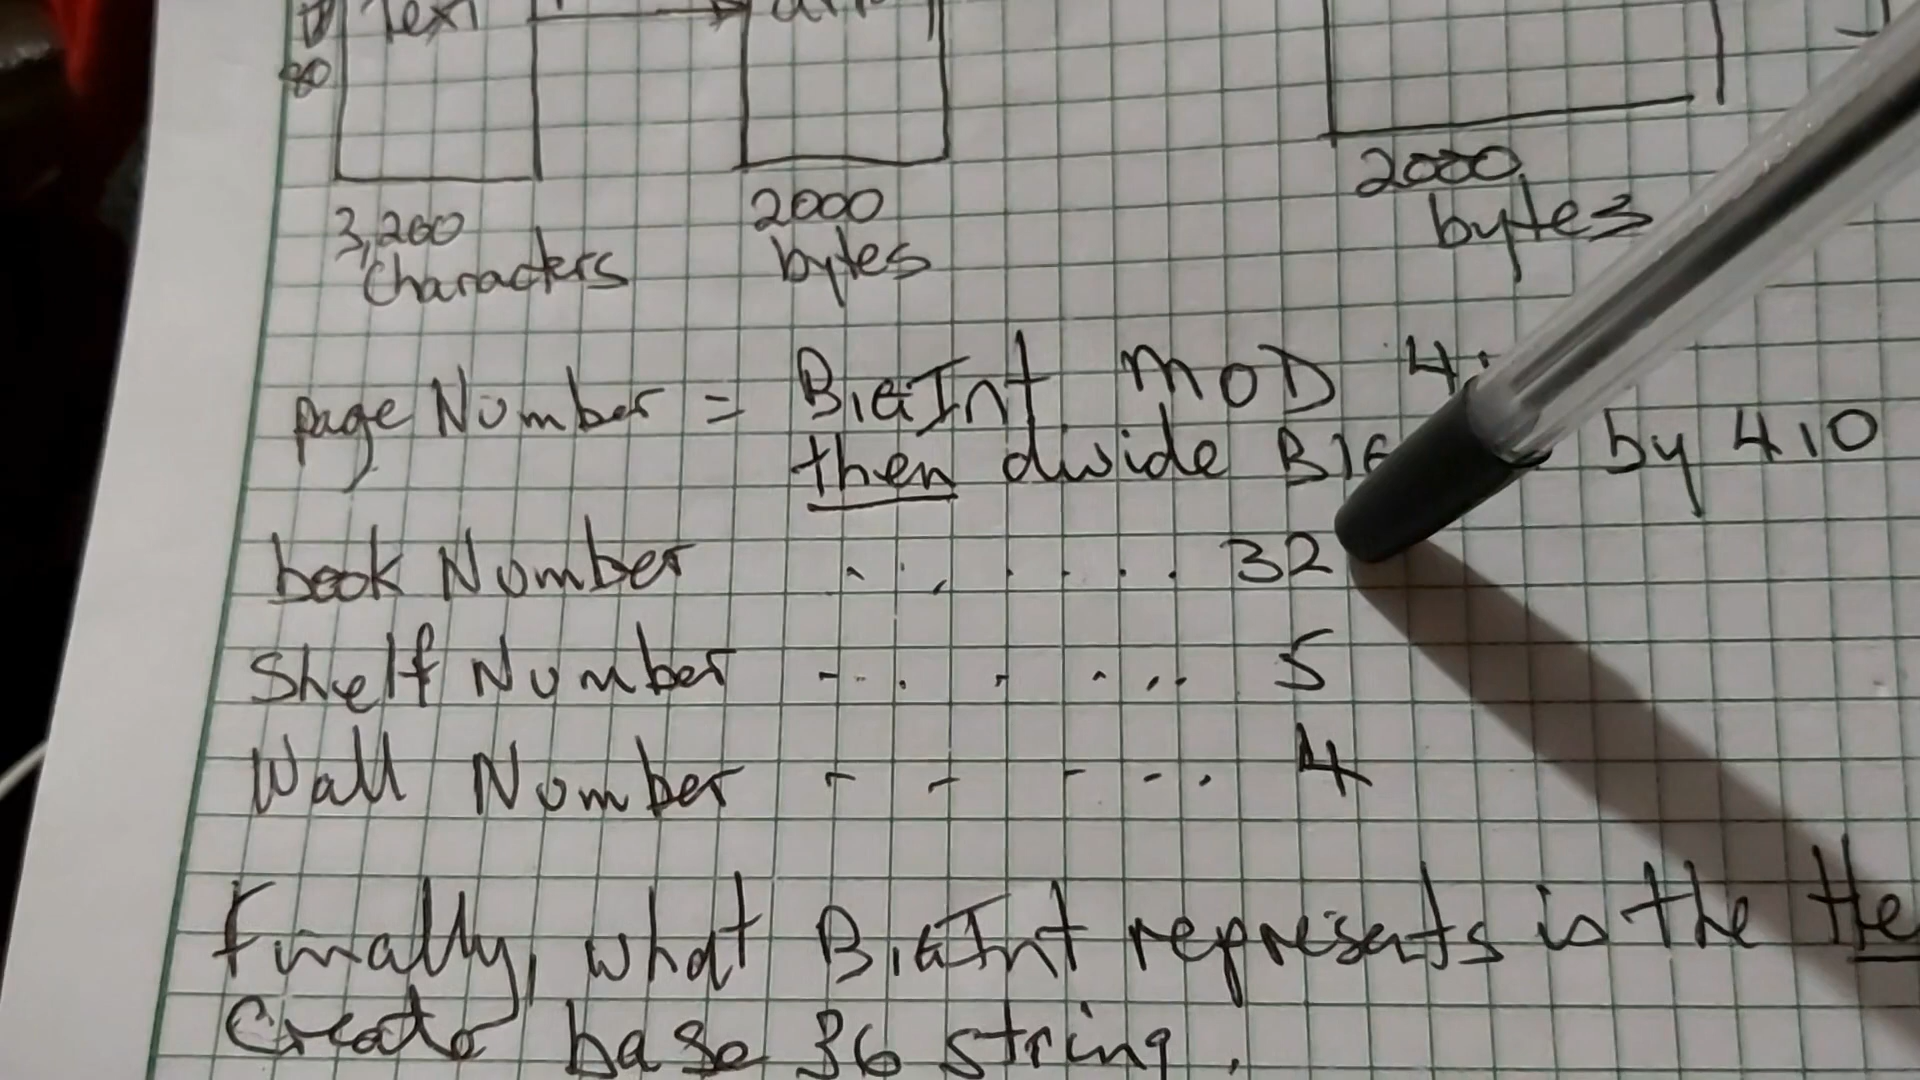 Text
3,200
Characters
2000
bytes
2000
bytes
page Number = BIGInt MOD
then divide by 410
book Number . . . . . . . 32
Shelf Number - . . . . . . . 5
Wall Number - - - - . . 4
Finally, what BIGInt represents is the
Create base 36 string.